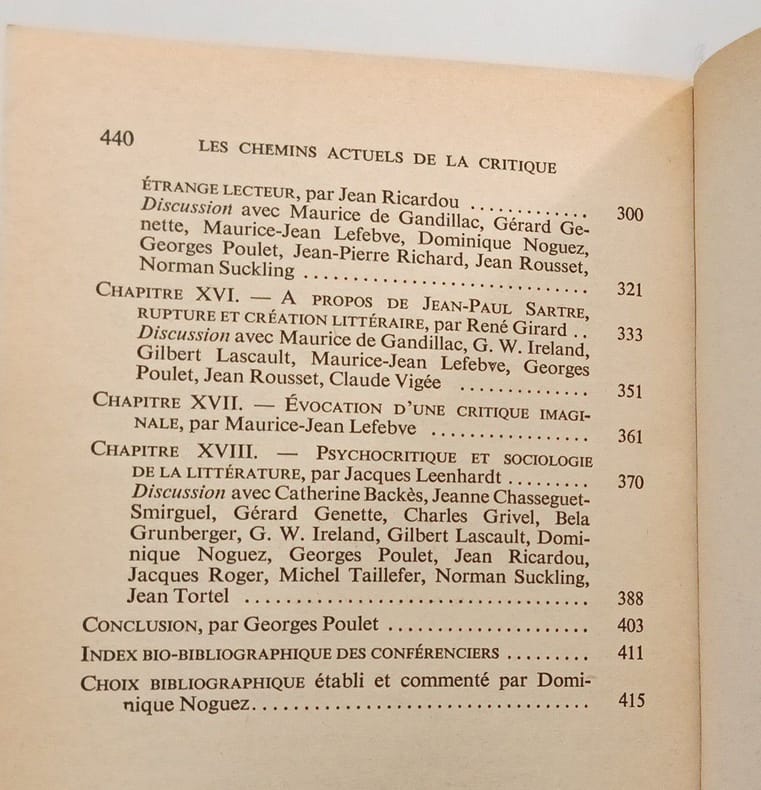 440
LES CHEMINS ACTUELS DE LA CRITIQUE
ÉTRANGE LECTEUR, par Jean Ricardou ............. 300
Discussion avec Maurice de Gandillac, Gérard Ge-
nette, Maurice-Jean Lefebve, Dominique Noguez,
Georges Poulet, Jean-Pierre Richard, Jean Rousset,
Norman Suckling ............................ 321
CHAPITRE XVI. — A PROPOS DE JEAN-PAUL SARTRE,
RUPTURE ET CRÉATION LITTÉRAIRE, par René Girard .. 333
Discussion avec Maurice de Gandillac, G. W. Ireland,
Gilbert Lascault, Maurice-Jean Lefebve, Georges
Poulet, Jean Rousset, Claude Vigée ............. 351
CHAPITRE XVII. — ÉVOCATION D'UNE CRITIQUE IMAGI-
NALE, par Maurice-Jean Lefebve ................ 361
CHAPITRE XVIII. — PSYCHOCRITIQUE ET SOCIOLOGIE
DE LA LITTÉRATURE, par Jacques Leenhardt ......... 370
Discussion avec Catherine Backès, Jeanne Chasseguet-
Smirguel, Gérard Genette, Charles Grivel, Bela
Grunberger, G. W. Ireland, Gilbert Lascault, Domi-
nique Noguez, Georges Poulet, Jean Ricardou,
Jacques Roger, Michel Taillefer, Norman Suckling,
Jean Tortel .................................. 388
CONCLUSION, par Georges Poulet .................... 403
INDEX BIO-BIBLIOGRAPHIQUE DES CONFÉRENCIERS ......... 411
CHOIX BIBLIOGRAPHIQUE établi et commenté par Domi-
nique Noguez................................. 415